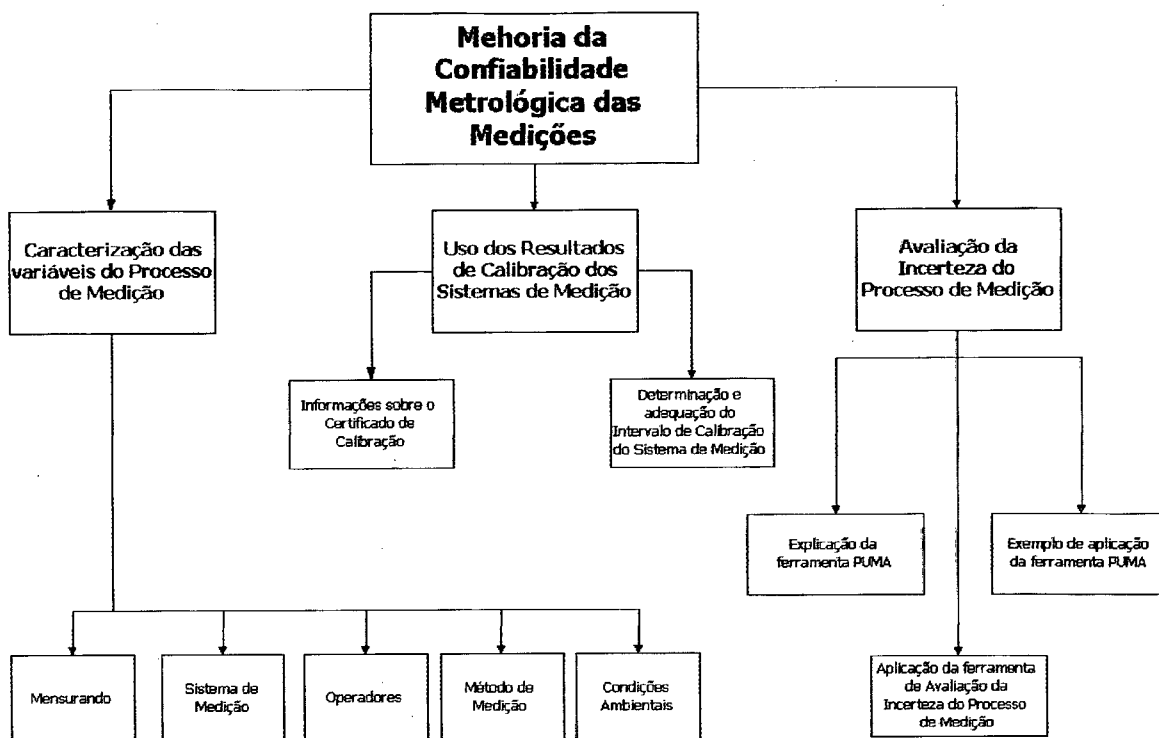 Mehoria da
Confiabilidade
Metrológica das
Medições
Caracterização das
variáveis do Processo
de Medição
Uso dos Resultados
de Calibração dos
Sistemas de Medição
Avaliação da
Incerteza do
Processo de Medição
Informações sobre o
Certificado de
Calibração
Determinação e
adequação do
Intervalo de Calibração
do Sistema de Medição
Explicação da
ferramenta PUMA
Exemplo de aplicação
da ferramenta PUMA
Mensurando
Sistema de
Medição
Operadores
Método de
Medição
Condições
Ambientais
Aplicação da ferramenta
de Avaliação da
Incerteza do Processo
de Medição